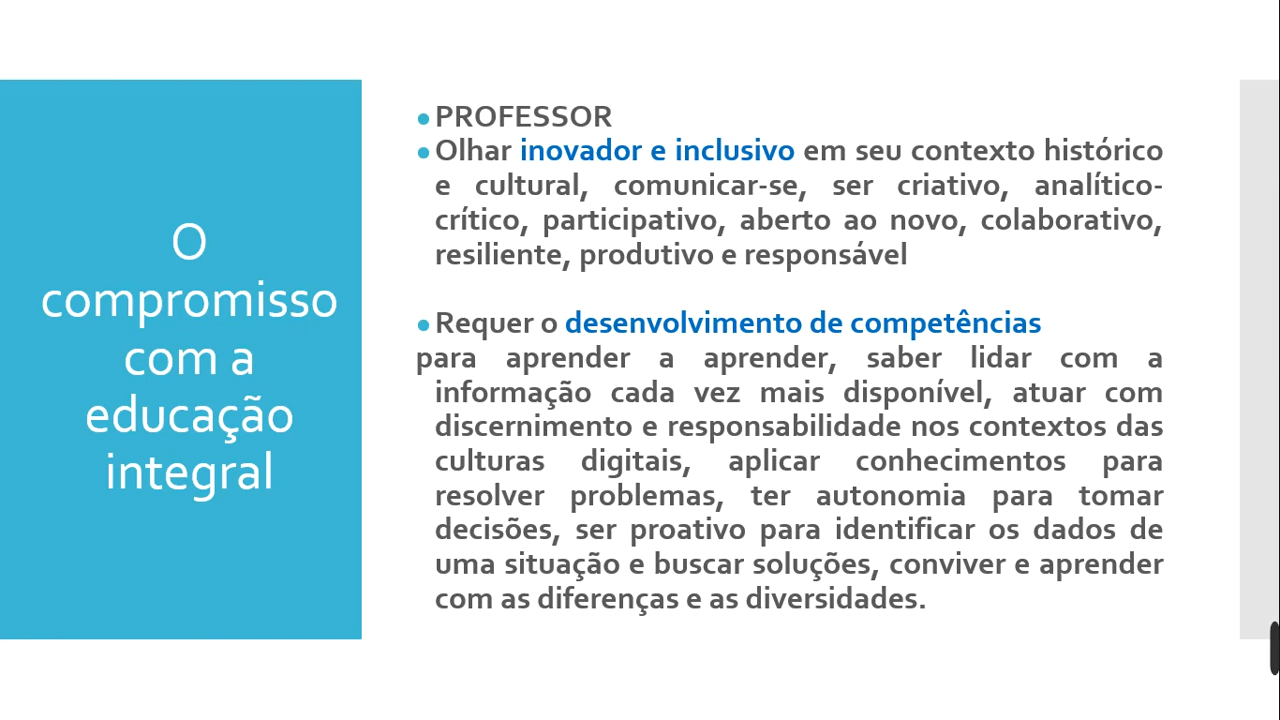 O
compromisso
com a
educação
integral
PROFESSOR
Olhar inovador e inclusivo em seu contexto histórico
e cultural, comunicar-se, ser criativo, analítico-
crítico, participativo, aberto ao novo, colaborativo,
resiliente, produtivo e responsável
Requer o desenvolvimento de competências
para aprender a aprender, saber lidar com a
informação cada vez mais disponível, atuar com
discernimento e responsabilidade nos contextos das
culturas digitais, aplicar conhecimentos para
resolver problemas, ter autonomia para tomar
decisões, ser proativo para identificar os dados de
uma situação e buscar soluções, conviver e aprender
com as diferenças e as diversidades.